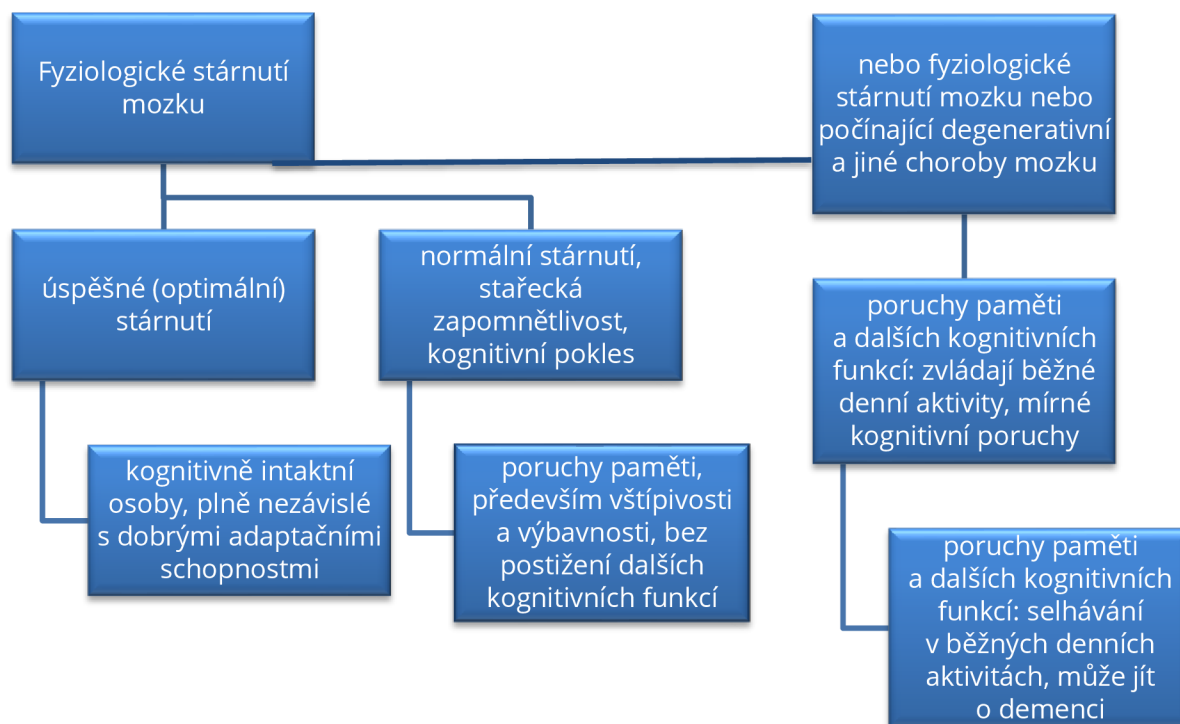 Fyziologické stárnutí
mozku
nebo fyziologické
stárnutí mozku nebo
počínající degenerativní
a jiné choroby mozku
úspěšné (optimální)
stárnutí
normální stárnutí,
stařecká
zapomnětlivost,
kognitivní pokles
poruchy paměti
a dalších kognitivních
funkcí: zvládají běžné
denní aktivity, mírné
kognitivní poruchy
kognitivně intaktní
osoby, plně nezávislé
s dobrými adaptačními
schopnostmi
poruchy paměti,
především vštípivosti
a výbavnosti, bez
postižení dalších
kognitivních funkcí
poruchy paměti
a dalších kognitivních
funkcí: selhávání
v běžných denních
aktivitách, může jít
o demenci